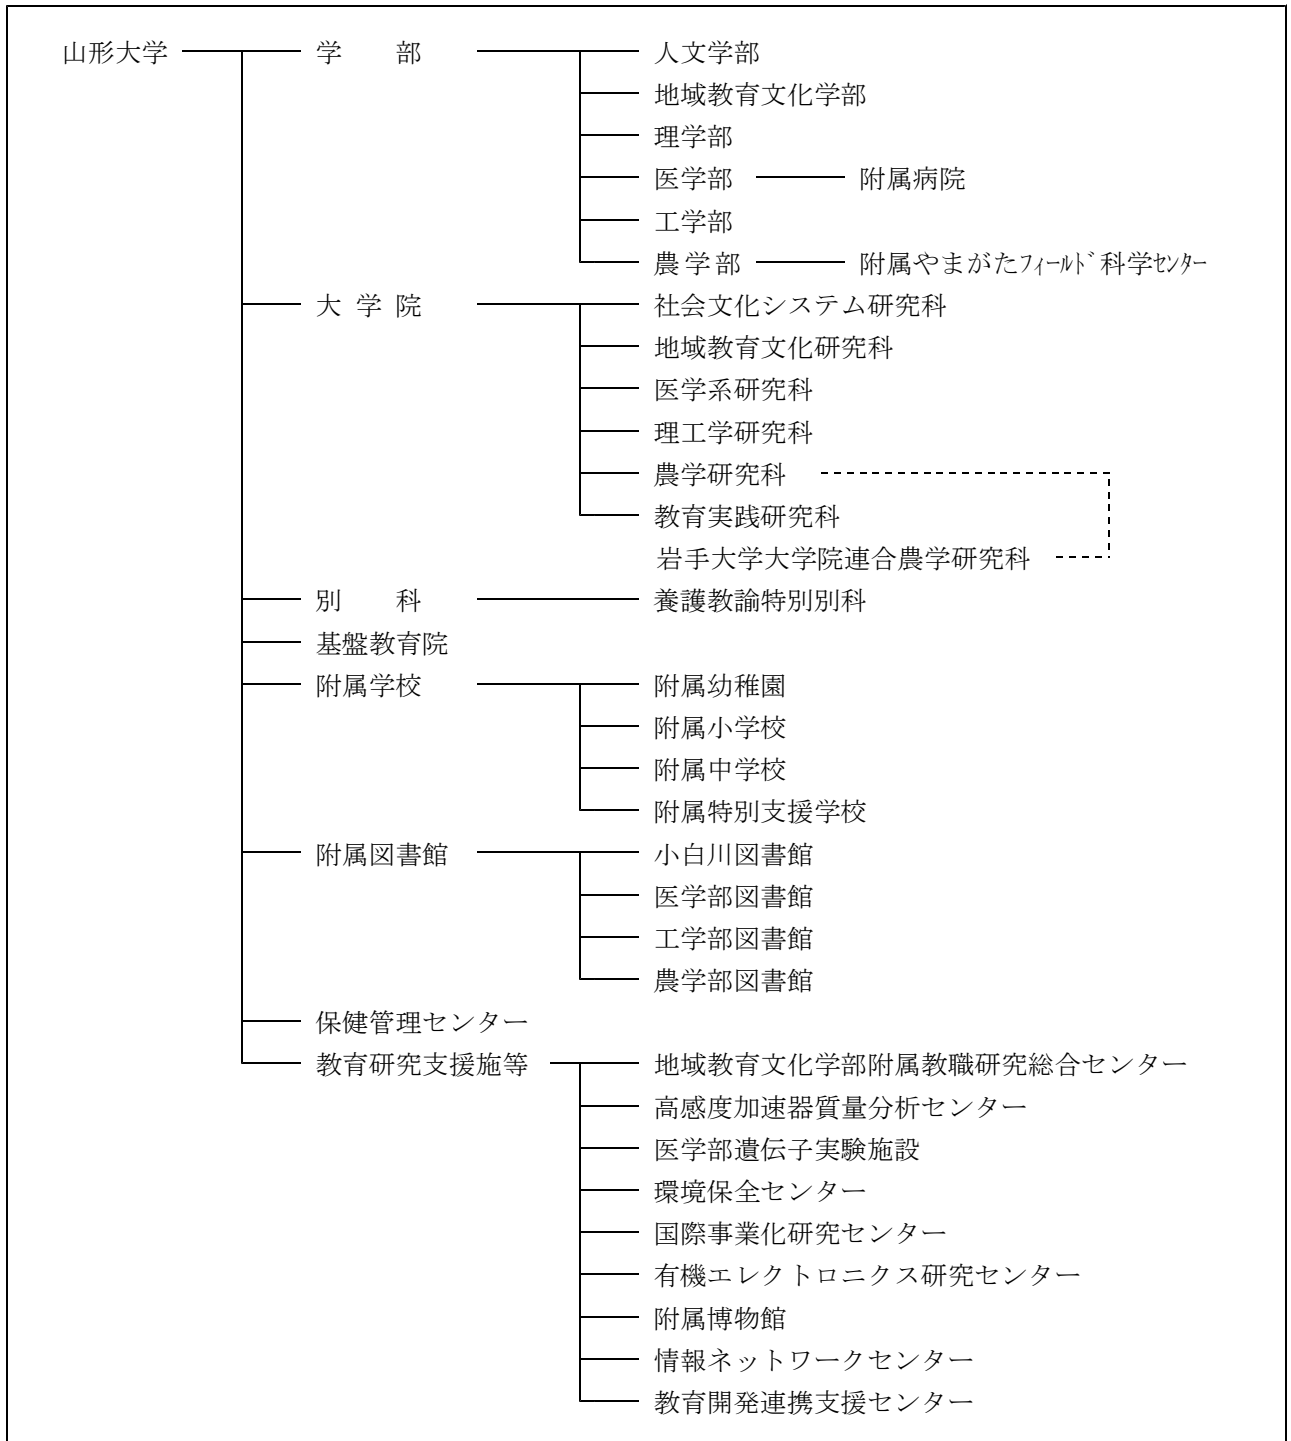 山形大学 学 部 人文学部
地域教育文化学部
理学部
医学部 附属病院
工学部
農学部 附属やまがたフィールド科学センター
大 学 院 社会文化システム研究科
地域教育文化研究科
医学系研究科
理工学研究科
農学研究科
教育実践研究科
岩手大学大学院連合農学研究科
別 科 養護教諭特別別科
基盤教育院
附属学校 附属幼稚園
附属小学校
附属中学校
附属特別支援学校
附属図書館 小白川図書館
医学部図書館
工学部図書館
農学部図書館
保健管理センター
教育研究支援施等 地域教育文化学部附属教職研究総合センター
高感度加速器質量分析センター
医学部遺伝子実験施設
環境保全センター
国際事業化研究センター
有機エレクトロニクス研究センター
附属博物館
情報ネットワークセンター
教育開発連携支援センター